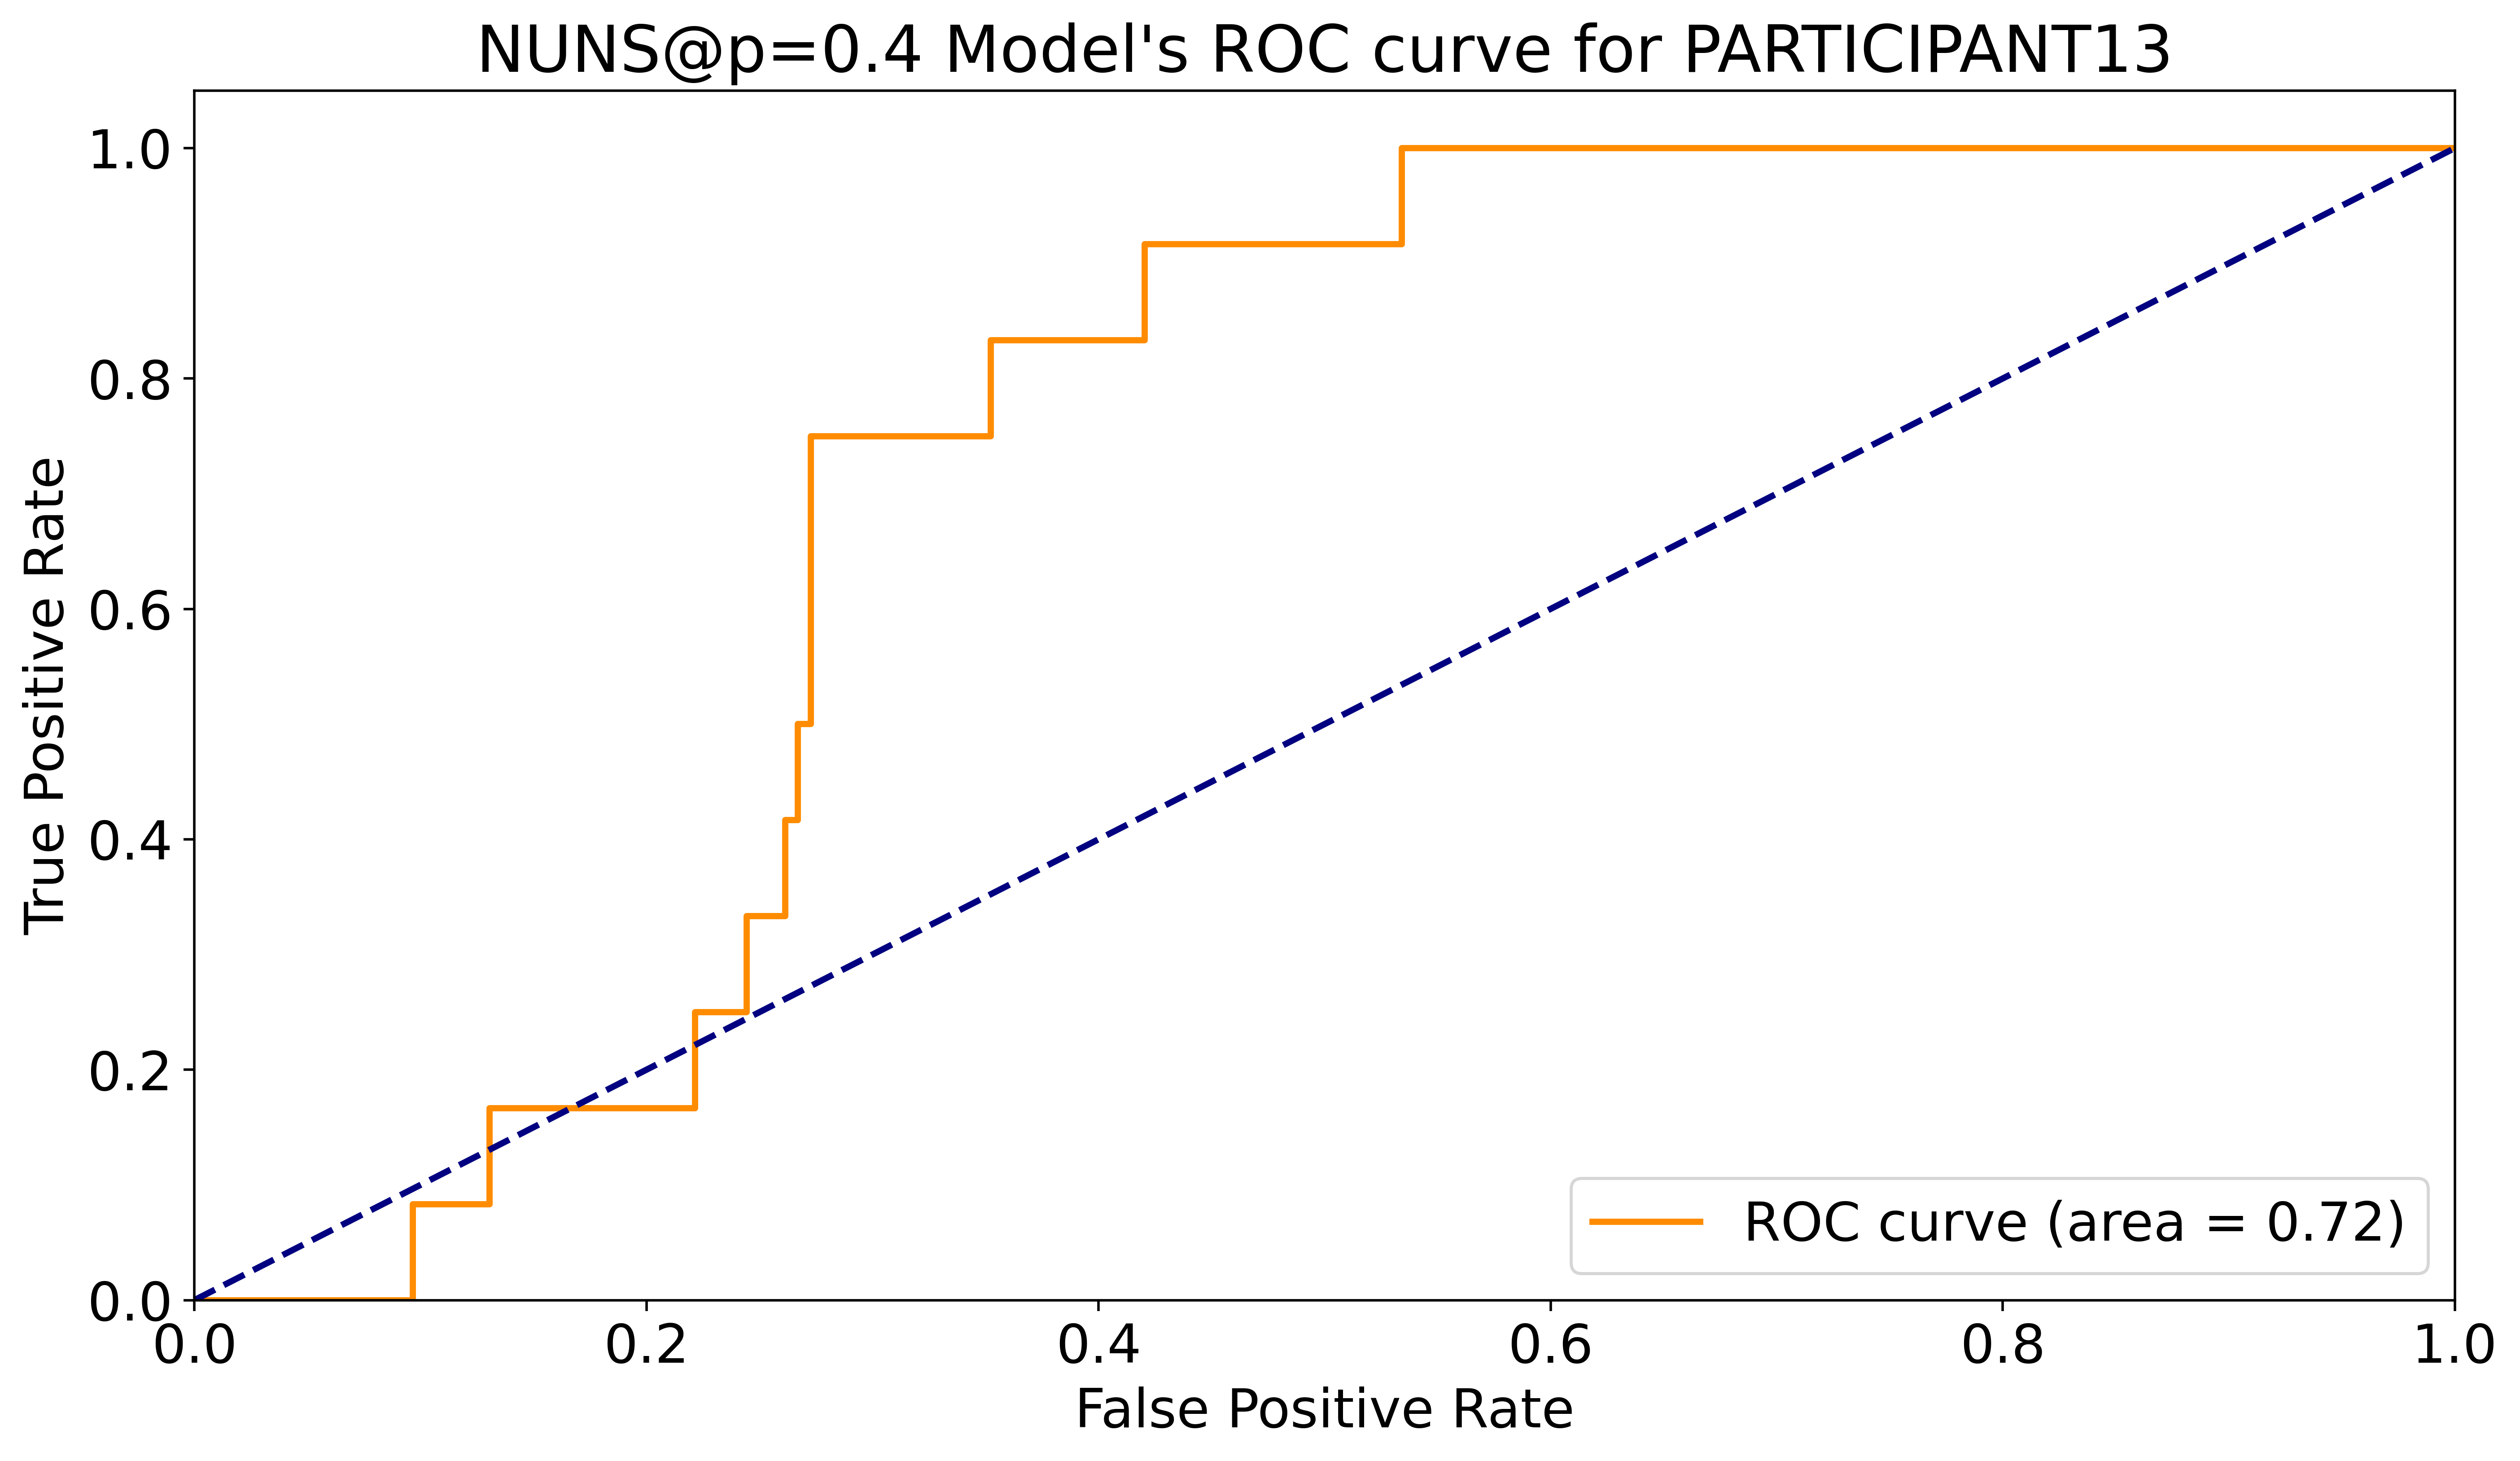 NUNS@p=0.4 Model's ROC curve for PARTICIPANT13
1.0
0.8
0.6
0.4
0.2
0.0
True Positive Rate
ROC curve (area = 0.72)
0.0 0.2 0.4 0.6 0.8 1.0
False Positive Rate